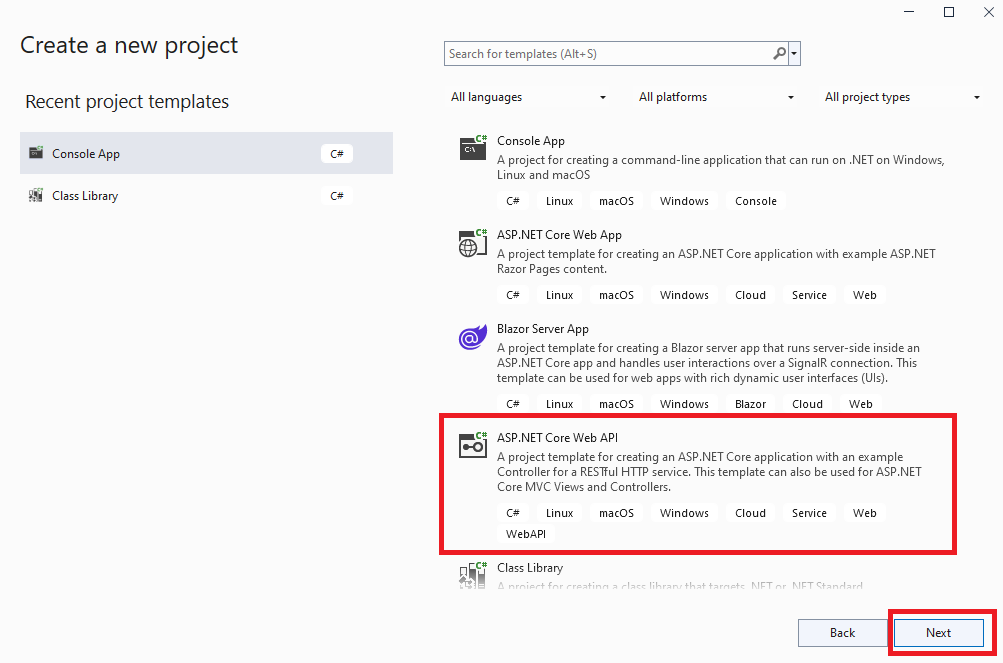 Create a new project
Recent project templates
Console App C#
Class Library C#
Search for templates (Alt+S)
All languages All platforms All project types
C#
C:\
Console App
A project for creating a command-line application that can run on .NET on Windows,
Linux and macOS
C# Linux macOS Windows Console
C#
ASP.NET Core Web App
A project template for creating an ASP.NET Core application with example ASP.NET
Razor Pages content.
C# Linux macOS Windows Cloud Service Web
Blazor Server App
A project template for creating a Blazor server app that runs server-side inside an
ASP.NET Core app and handles user interactions over a SignalR connection. This
template can be used for web apps with rich dynamic user interfaces (UIs).
C# Linux macOS Windows Blazor Cloud Web
C#
ASP.NET Core Web API
A project template for creating an ASP.NET Core application with an example
Controller for a RESTful HTTP service. This template can also be used for ASP.NET
Core MVC Views and Controllers.
C# Linux macOS Windows Cloud Service Web
WebAPI
C#
Class Library
A project for creating a class library that targets .NET or .NET Standard
Back Next